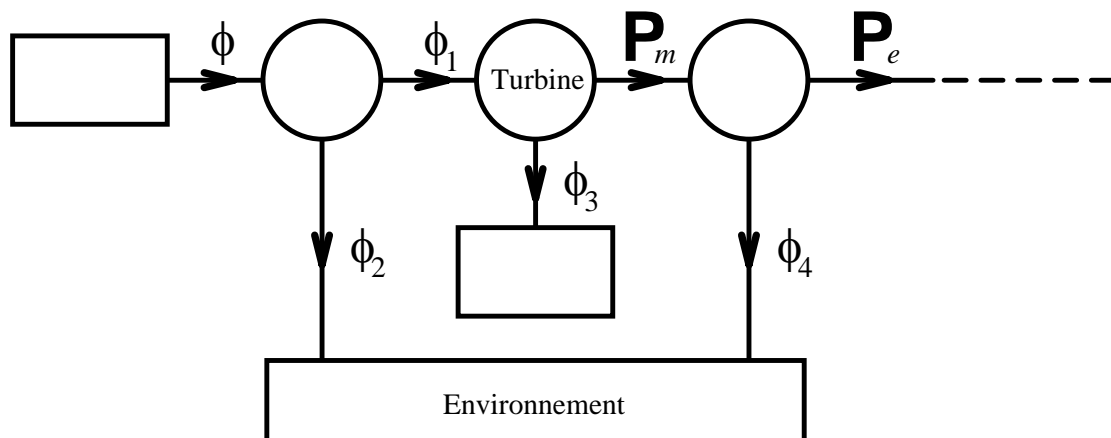 ϕ
ϕ₁
Turbine
Pₘ
Pₑ
ϕ₃
ϕ₂
ϕ₄
Environnement